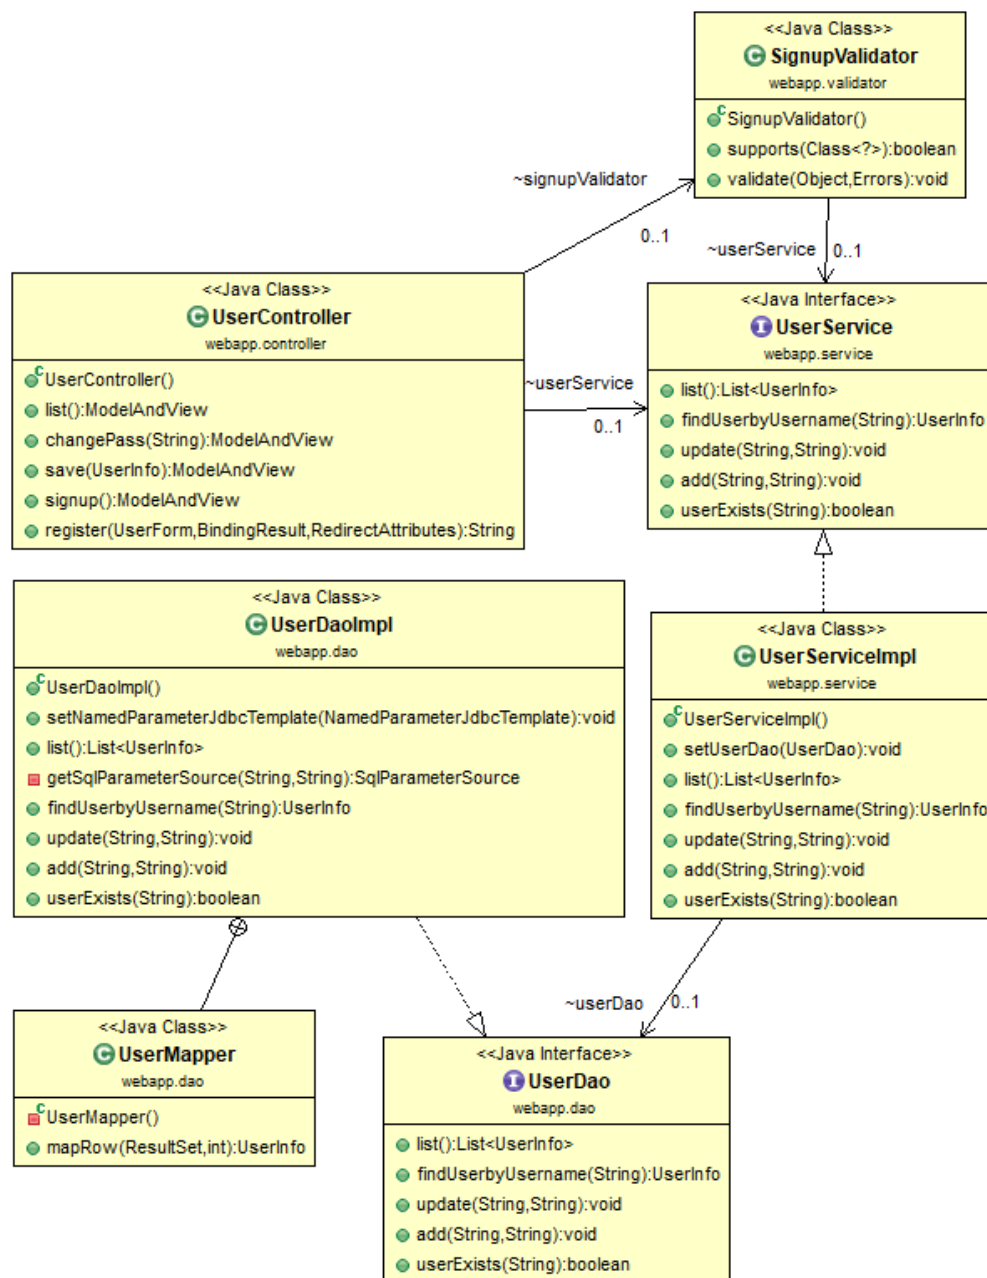 <<Java Class>>
SignupValidator
webapp.validator
SignupValidator()
supports(Class<?>):boolean
validate(Object,Errors):void
~signupValidator
0..1
~userService
0..1
<<Java Class>>
UserController
webapp.controller
UserController()
list():ModelAndView
changePass(String):ModelAndView
save(UserInfo):ModelAndView
signup():ModelAndView
register(UserForm,BindingResult,RedirectAttributes):String
~userService
0..1
<<Java Interface>>
UserService
webapp.service
list():List<UserInfo>
findUserbyUsername(String):UserInfo
update(String,String):void
add(String,String):void
userExists(String):boolean
<<Java Class>>
UserDaoImpl
webapp.dao
UserDaoImpl()
setNamedParameterJdbcTemplate(NamedParameterJdbcTemplate):void
list():List<UserInfo>
getSqlParameterSource(String,String):SqlParameterSource
findUserbyUsername(String):UserInfo
update(String,String):void
add(String,String):void
userExists(String):boolean
<<Java Class>>
UserServiceImpl
webapp.service
UserServiceImpl()
setUserDao(UserDao):void
list():List<UserInfo>
findUserbyUsername(String):UserInfo
update(String,String):void
add(String,String):void
userExists(String):boolean
~userDao
0..1
<<Java Class>>
UserMapper
webapp.dao
UserMapper()
mapRow(ResultSet,int):UserInfo
<<Java Interface>>
UserDao
webapp.dao
list():List<UserInfo>
findUserbyUsername(String):UserInfo
update(String,String):void
add(String,String):void
userExists(String):boolean